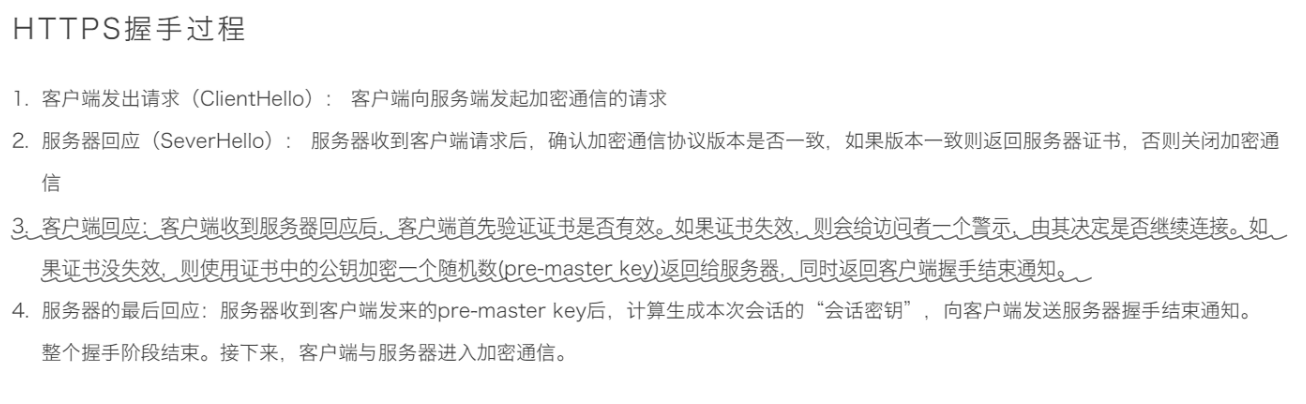 HTTPS握手过程
1. 客户端发出请求（ClientHello）： 客户端向服务端发起加密通信的请求
2. 服务器回应（SeverHello）： 服务器收到客户端请求后，确认加密通信协议版本是否一致，如果版本一致则返回服务器证书，否则关闭加密通
信
3. 客户端回应：客户端收到服务器回应后，客户端首先验证证书是否有效。如果证书失效，则会给访问者一个警示，由其决定是否继续连接。如
果证书没失效，则使用证书中的公钥加密一个随机数(pre-master key)返回给服务器，同时返回客户端握手结束通知。
4. 服务器的最后回应：服务器收到客户端发来的pre-master key后，计算生成本次会话的“会话密钥”，向客户端发送服务器握手结束通知。
整个握手阶段结束。接下来，客户端与服务器进入加密通信。